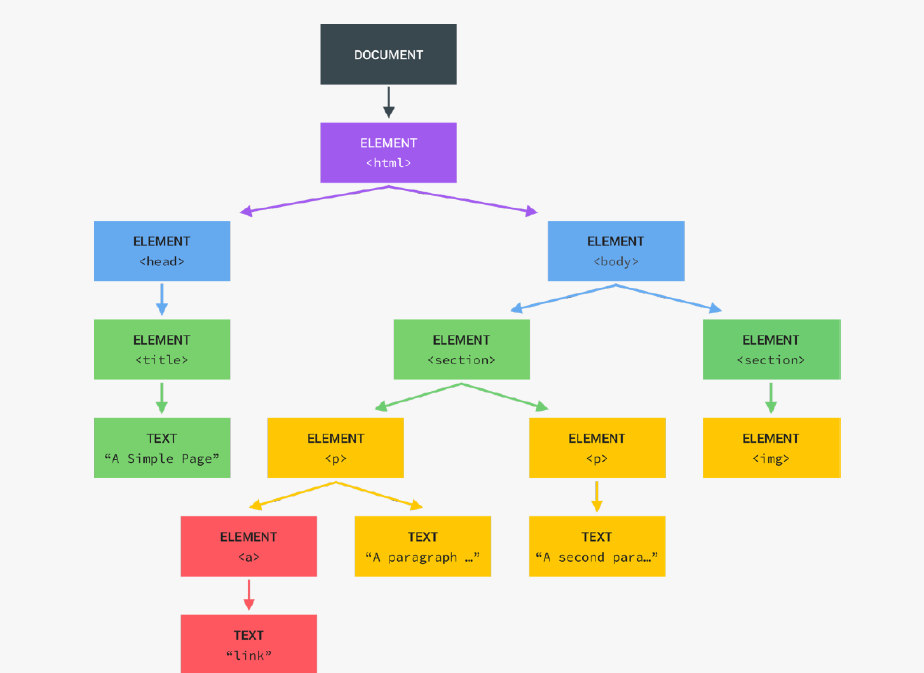 DOCUMENT
ELEMENT
<html>
ELEMENT
<head>
ELEMENT
<body>
ELEMENT
<title>
ELEMENT
<section>
ELEMENT
<section>
TEXT
“A Simple Page”
ELEMENT
<p>
ELEMENT
<p>
ELEMENT
<img>
ELEMENT
<a>
TEXT
“A paragraph …”
TEXT
“A second para…”
TEXT
“link”